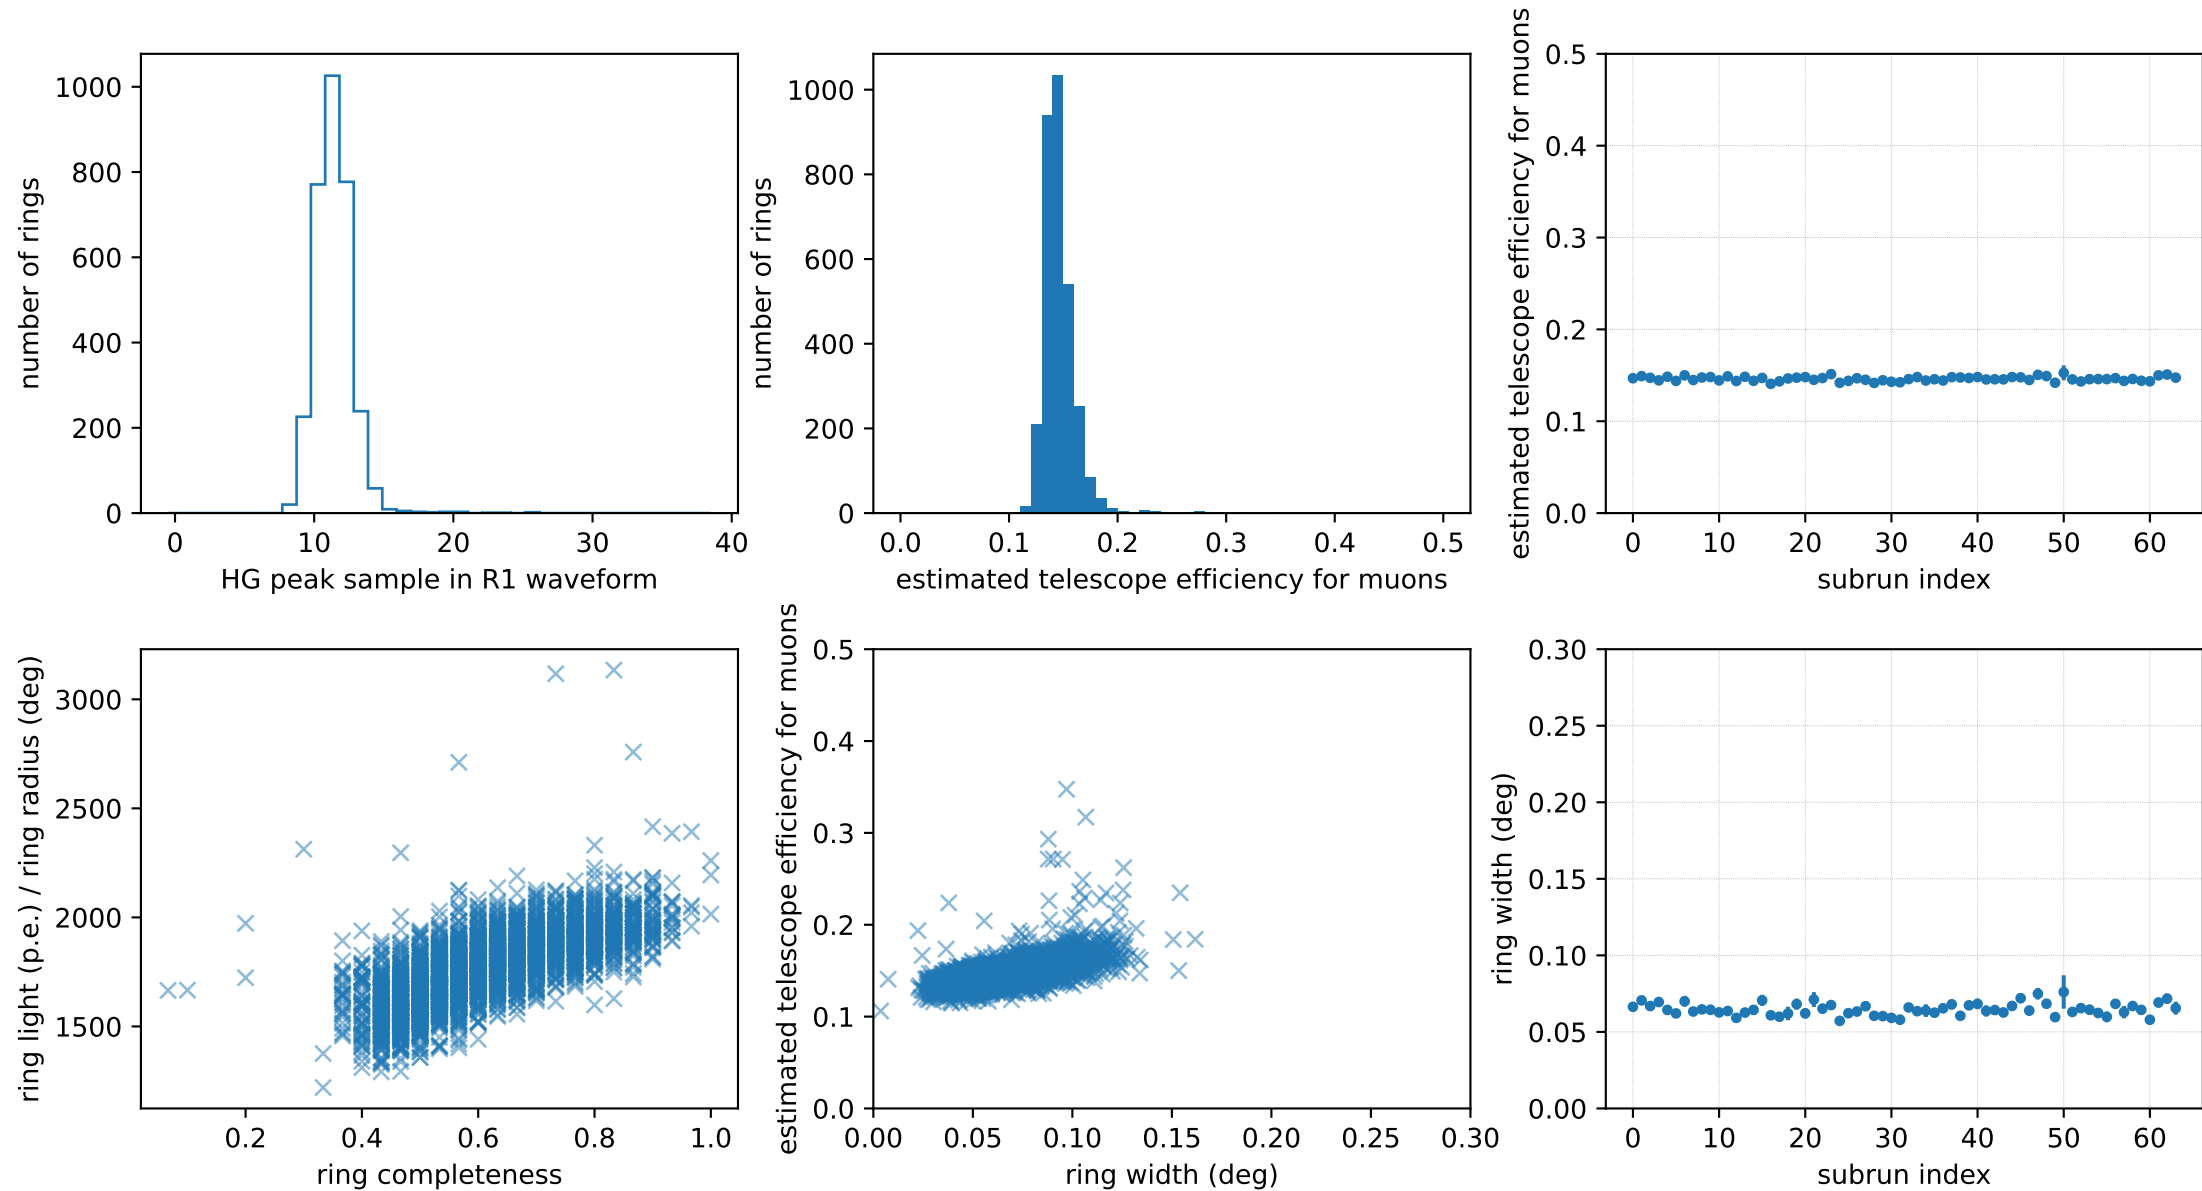 1000
800
600
400
200
0
number of rings
0 10 20 30 40
HG peak sample in R1 waveform
1000
800
600
400
200
0
number of rings
0.0 0.1 0.2 0.3 0.4 0.5
estimated telescope efficiency for muons
0.5
0.4
0.3
0.2
0.1
0.0
estimated telescope efficiency for muons
0 10 20 30 40 50 60
subrun index
3000
2500
2000
1500
ring light (p.e.) / ring radius (deg)
0.2 0.4 0.6 0.8 1.0
ring completeness
0.5
0.4
0.3
0.2
0.1
0.0
estimated telescope efficiency for muons
0.00 0.05 0.10 0.15 0.20 0.25 0.30
ring width (deg)
0.30
0.25
0.20
0.15
0.10
0.05
0.00
ring width (deg)
0 10 20 30 40 50 60
subrun index